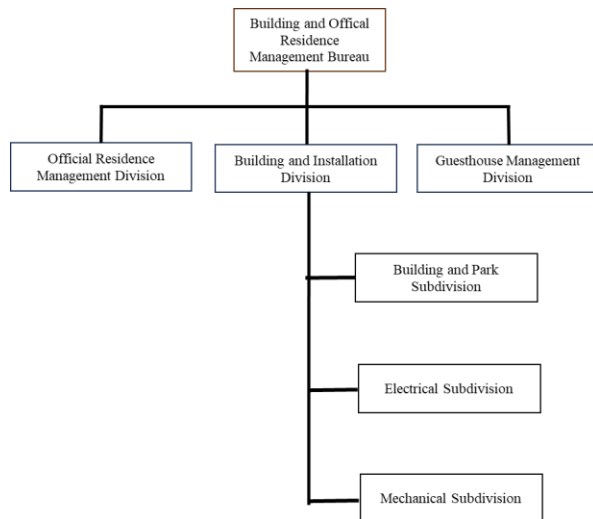 Building and Offical
Residence
Management Bureau
Official Residence
Management Division
Building and Installation
Division
Guesthouse Management
Division
Building and Park
Subdivision
Electrical Subdivision
Mechanical Subdivision